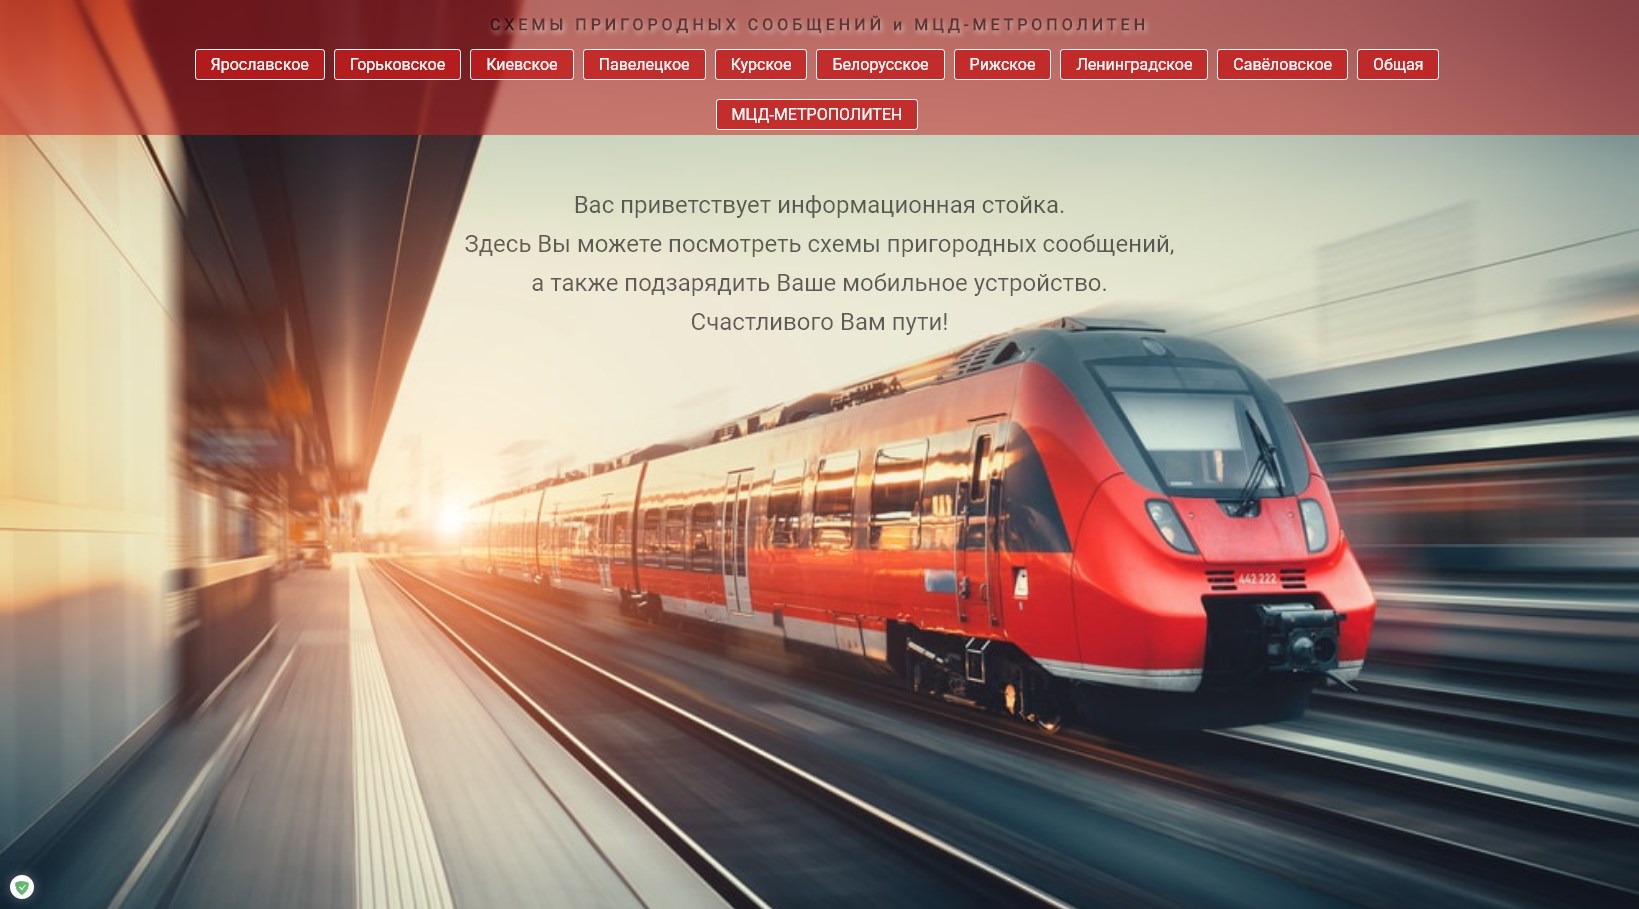 СХЕМЫ ПРИГОРОДНЫХ СООБЩЕНИЙ и МЦД-МЕТРОПОЛИТЕН
Ярославское Горьковское Киевское Павелецкое Курское Белорусское Рижское Ленинградское Савёловское Общая
МЦД-МЕТРОПОЛИТЕН
Вас приветствует информационная стойка.
Здесь Вы можете посмотреть схемы пригородных сообщений,
а также подзарядить Ваше мобильное устройство.
Счастливого Вам пути!
442 222